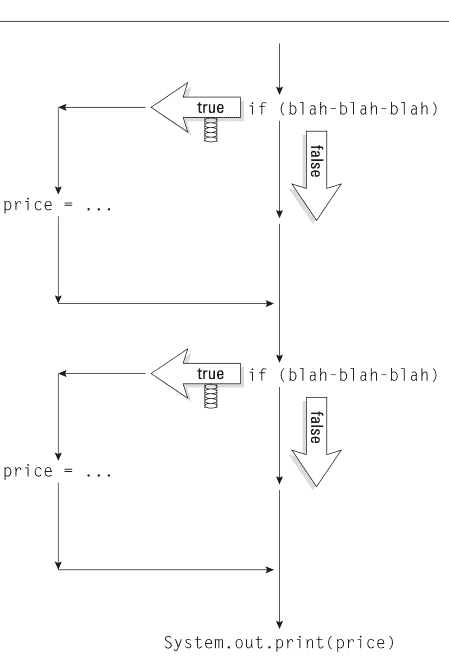 true if (blah-blah-blah)
false
price = ...
true if (blah-blah-blah)
false
price = ...
System.out.print(price)